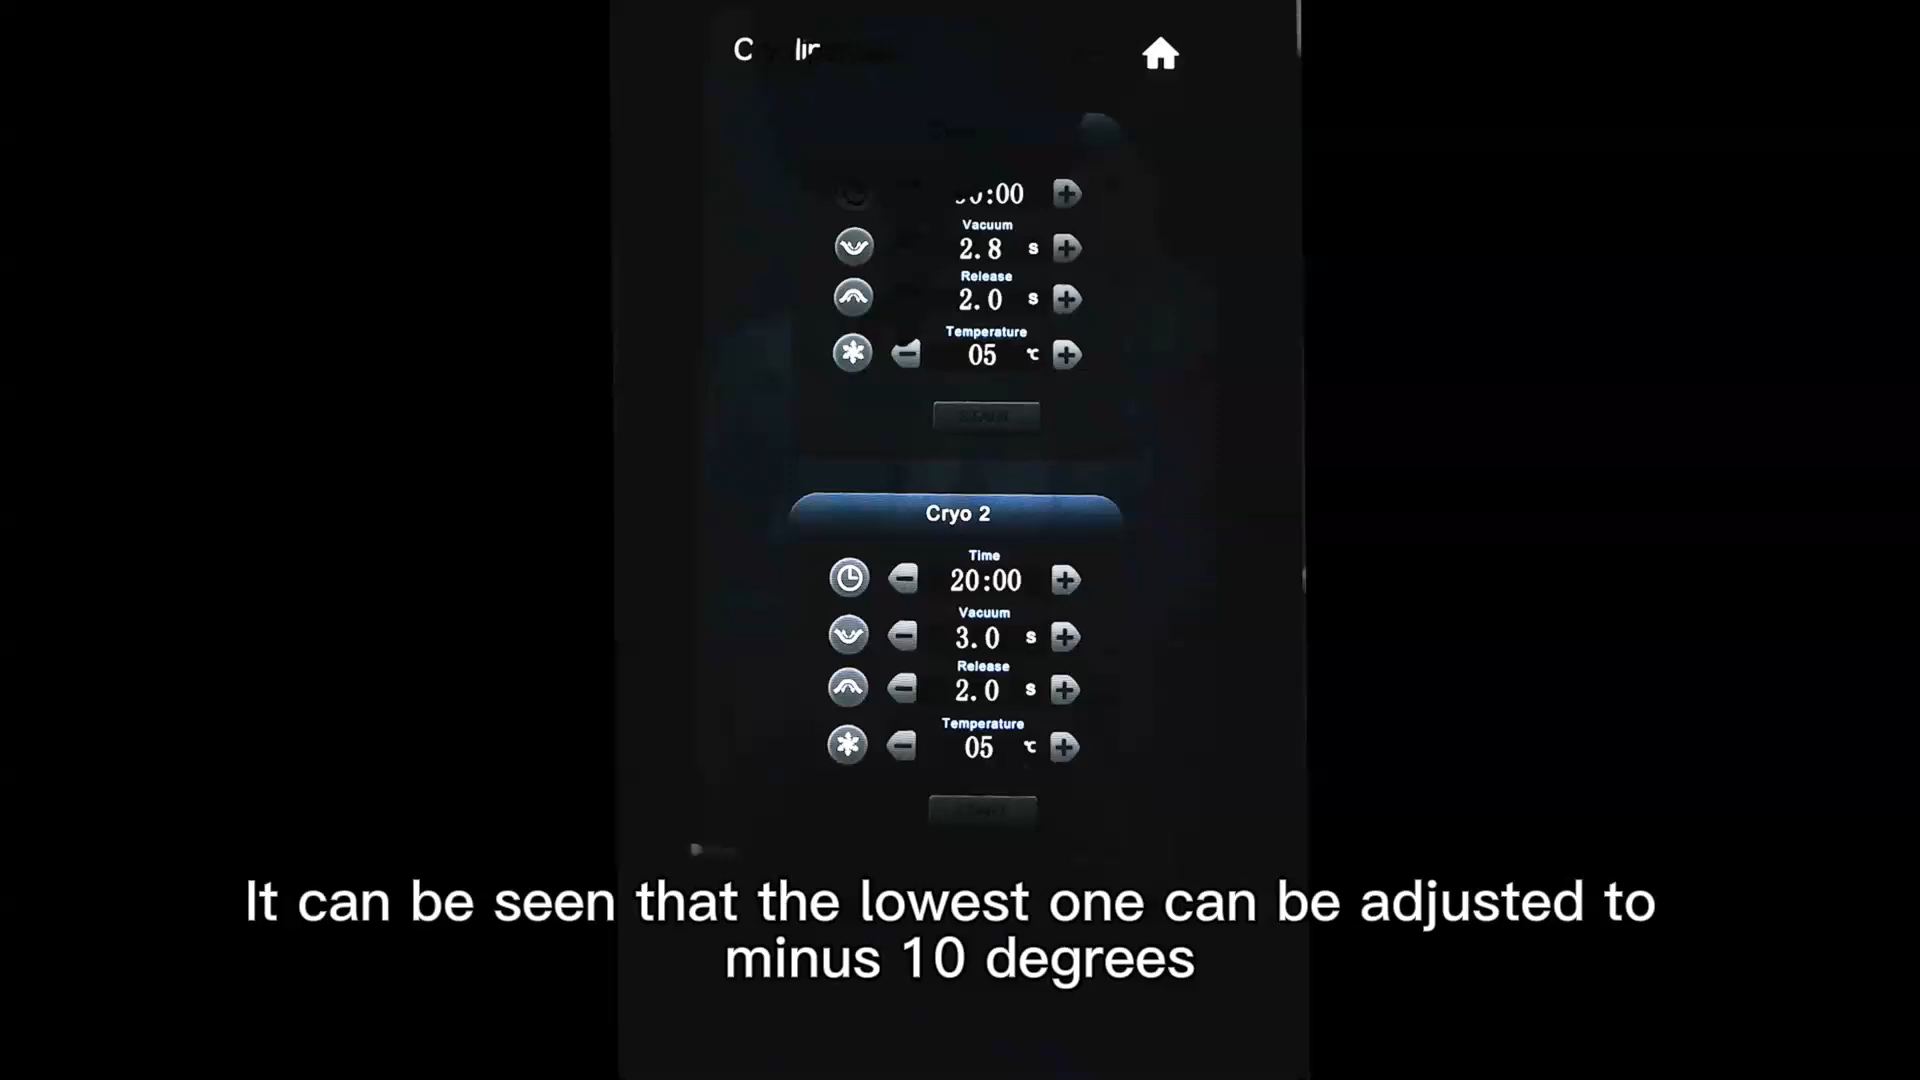 :00
Vacuum
2.8 s
Release
2.0 s
Temperature
05 ℃
Cryo 2
Time
20:00
Vacuum
3.0 s
Release
2.0 s
Temperature
05 ℃
It can be seen that the lowest one can be adjusted to
minus 10 degrees